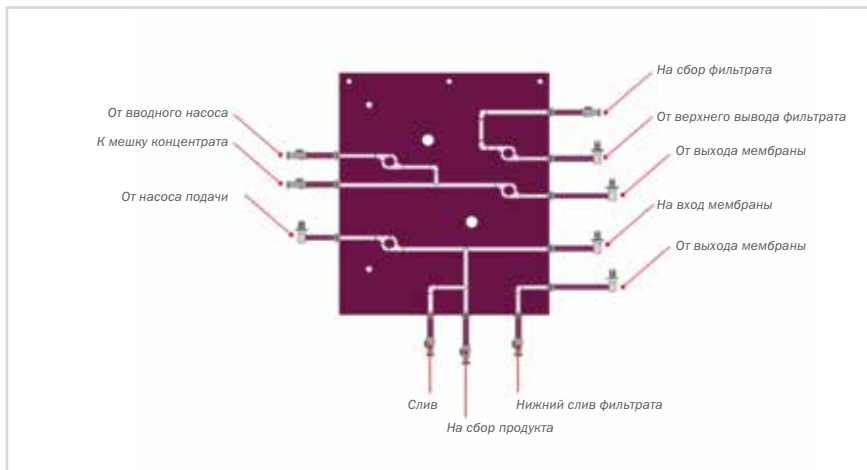 На сбор фильтрата
От вводного насоса
От верхнего вывода фильтрата
К мешку концентрата
От выхода мембраны
От насоса подачи
На вход мембраны
От выхода мембраны
Слив
Нижний слив фильтрата
На сбор продукта